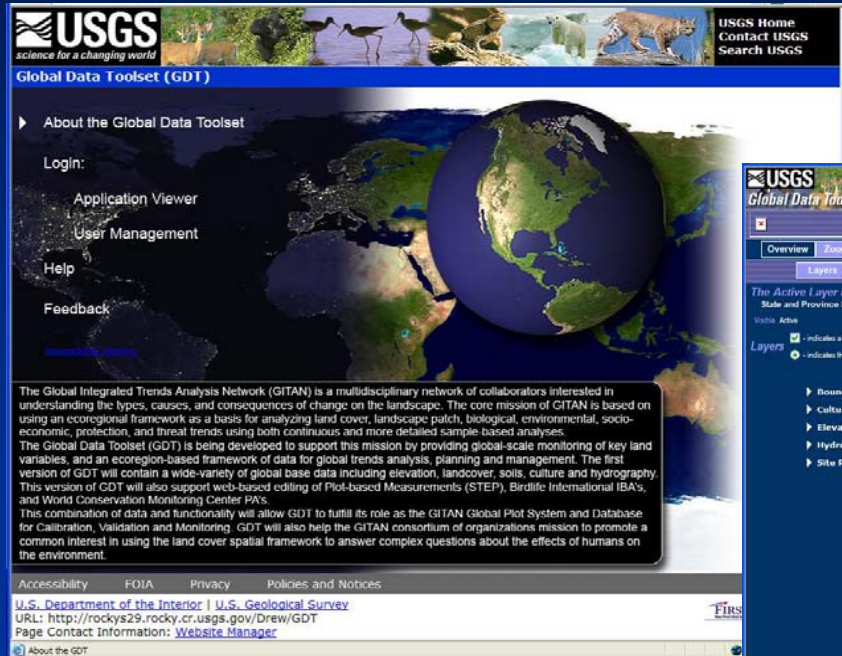 USGS
science for a changing world
USGS Home
Contact USGS
Search USGS
Global Data Toolset (GDT)
About the Global Data Toolset
Login:
Application Viewer
User Management
Help
Feedback
The Global Integrated Trends Analysis Network (GITAN) is a multidisciplinary network of collaborators interested in
understanding the types, causes, and consequences of change on the landscape. The core mission of GITAN is based on
using an ecoregional framework as a basis for analyzing land cover, landscape patch, biological, environmental, socio-
economic, protection, and threat trends using both continuous and more detailed sample-based analyses.
The Global Data Toolset (GDT) is being developed to support this mission by providing global-scale monitoring of key land
variables, and an ecoregion-based framework of data for global trends analysis, planning and management. The first
version of GDT will contain a wide-variety of global base data including elevation, landcover, soils, culture and hydrography.
This version of GDT will also support web-based editing of Plot-based Measurements (STEP), Birdlife International IBA's,
and World Conservation Monitoring Center PA's.
This combination of data and functionality will allow GDT to fulfill its role as the GITAN Global Plot System and Database
for Calibration, Validation and Monitoring. GDT will also help the GITAN consortium of organizations mission to promote a
common interest in using the land cover spatial framework to answer complex questions about the effects of humans on
the environment.
Accessibility FOIA Privacy Policies and Notices
U.S. Department of the Interior | U.S. Geological Survey
URL: http://rockys29.rocky.cr.usgs.gov/Drew/GDT
Page Contact Information: Website Manager
About the GDT
USGS
Global Data
Overview
Layers
The Active Layer
State and Province
Visible Active
Layers
- indicates a
- indicates